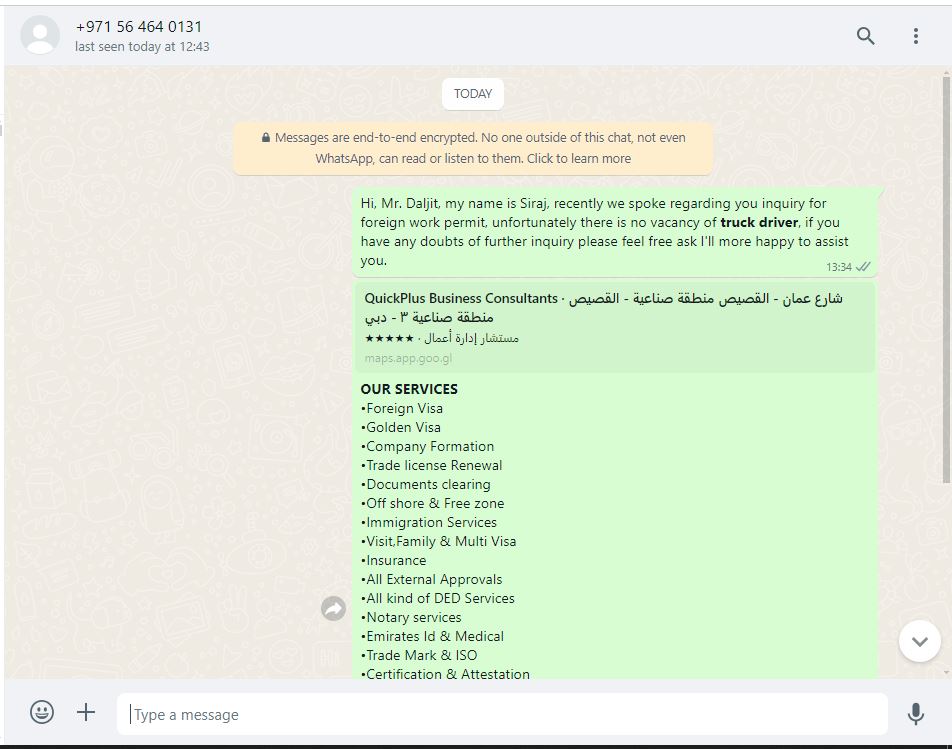 +971 56 464 0131
last seen today at 12:43
TODAY
Messages are end-to-end encrypted. No one outside of this chat, not even
WhatsApp, can read or listen to them. Click to learn more
Hi, Mr. Daljit, my name is Siraj, recently we spoke regarding you inquiry for
foreign work permit, unfortunately there is no vacancy of truck driver, if you
have any doubts of further inquiry please feel free ask I'll more happy to assist
you.
13:34
QuickPlus Business Consultants · شارع عمان - القصيص منطقة صناعية - القصيص
منطقة صناعية ٣ - دبي
★★★★★ · مستشار إدارة أعمال
maps.app.goo.gl
OUR SERVICES
•Foreign Visa
•Golden Visa
•Company Formation
•Trade license Renewal
•Documents clearing
•Off shore & Free zone
•Immigration Services
•Visit,Family & Multi Visa
•Insurance
•All External Approvals
•All kind of DED Services
•Notary services
•Emirates Id & Medical
•Trade Mark & ISO
•Certification & Attestation
Type a message